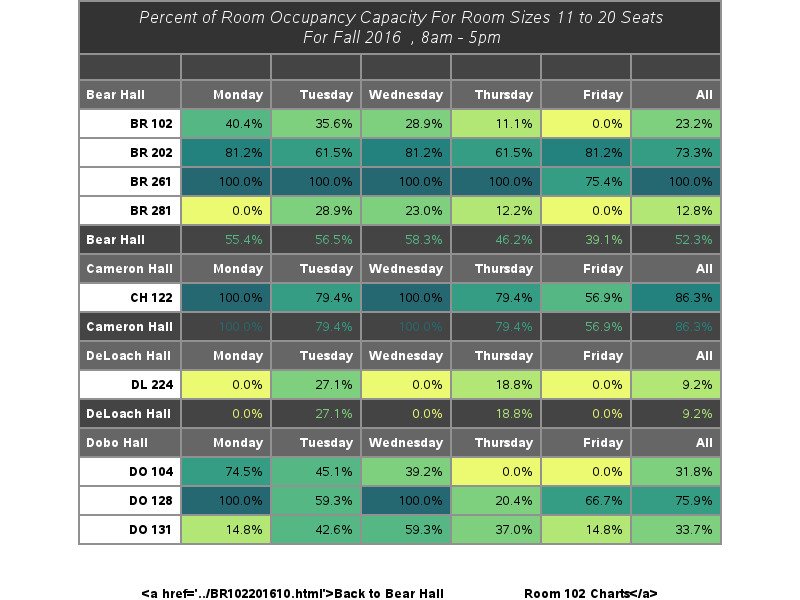 Percent of Room Occupancy Capacity For Room Sizes 11 to 20 Seats
For Fall 2016 , 8am - 5pm
Bear Hall Monday Tuesday Wednesday Thursday Friday All
BR 102 40.4% 35.6% 28.9% 11.1% 0.0% 23.2%
BR 202 81.2% 61.5% 81.2% 61.5% 81.2% 73.3%
BR 261 100.0% 100.0% 100.0% 100.0% 75.4% 100.0%
BR 281 0.0% 28.9% 23.0% 12.2% 0.0% 12.8%
Bear Hall 55.4% 56.5% 58.3% 46.2% 39.1% 52.3%
Cameron Hall Monday Tuesday Wednesday Thursday Friday All
CH 122 100.0% 79.4% 100.0% 79.4% 56.9% 86.3%
Cameron Hall 100.0% 79.4% 100.0% 79.4% 56.9% 86.3%
DeLoach Hall Monday Tuesday Wednesday Thursday Friday All
DL 224 0.0% 27.1% 0.0% 18.8% 0.0% 9.2%
DeLoach Hall 0.0% 27.1% 0.0% 18.8% 0.0% 9.2%
Dobo Hall Monday Tuesday Wednesday Thursday Friday All
DO 104 74.5% 45.1% 39.2% 0.0% 0.0% 31.8%
DO 128 100.0% 59.3% 100.0% 20.4% 66.7% 75.9%
DO 131 14.8% 42.6% 59.3% 37.0% 14.8% 33.7%
<a href='../BR102201610.html'>Back to Bear Hall Room 102 Charts</a>